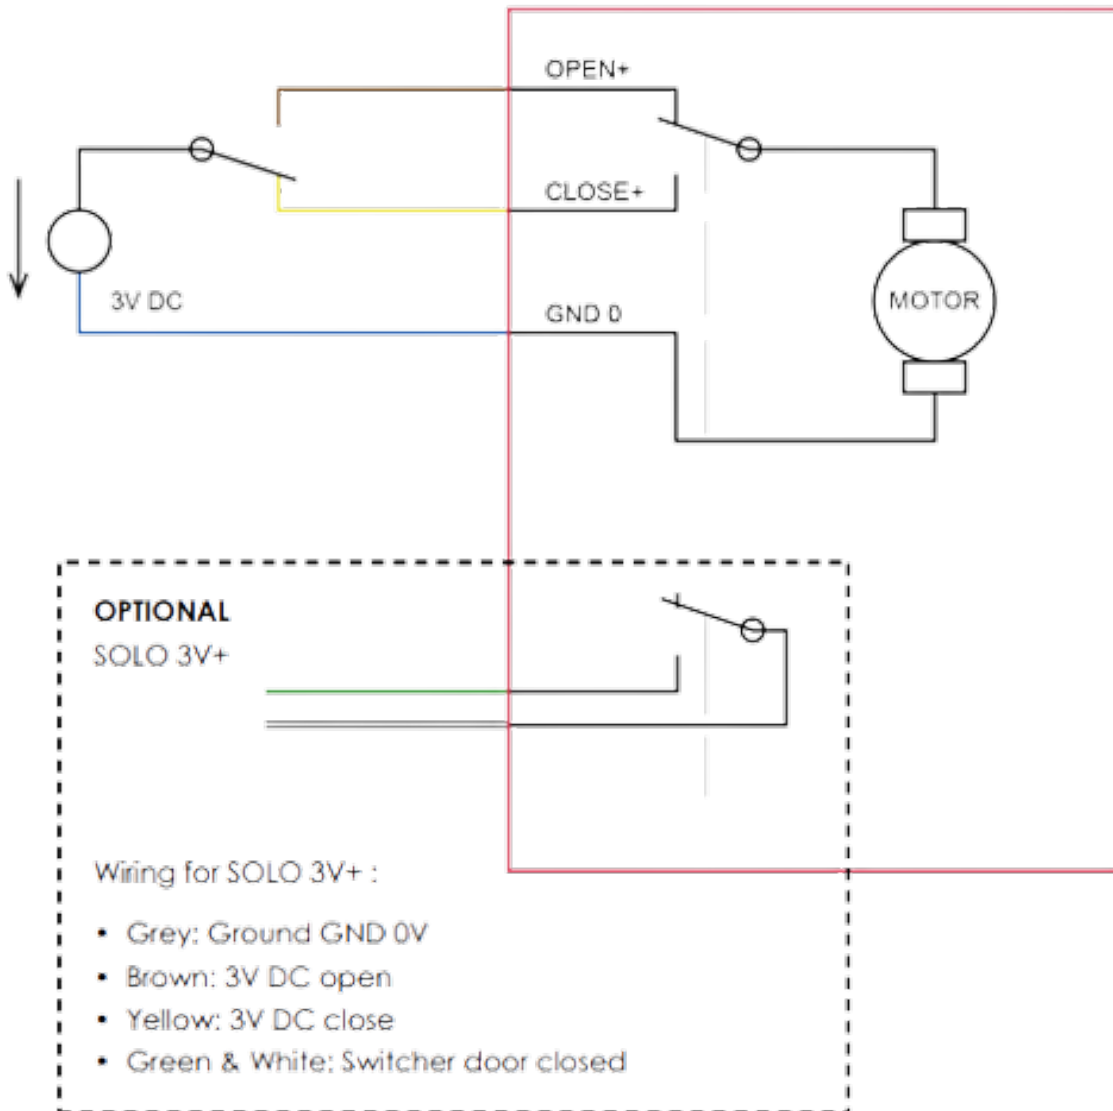 OPEN+
CLOSE+
3V DC
GND 0
MOTOR
OPTIONAL
SOLO 3V+
Wiring for SOLO 3V+ :
• Grey: Ground GND 0V
• Brown: 3V DC open
• Yellow: 3V DC close
• Green & White: Switcher door closed